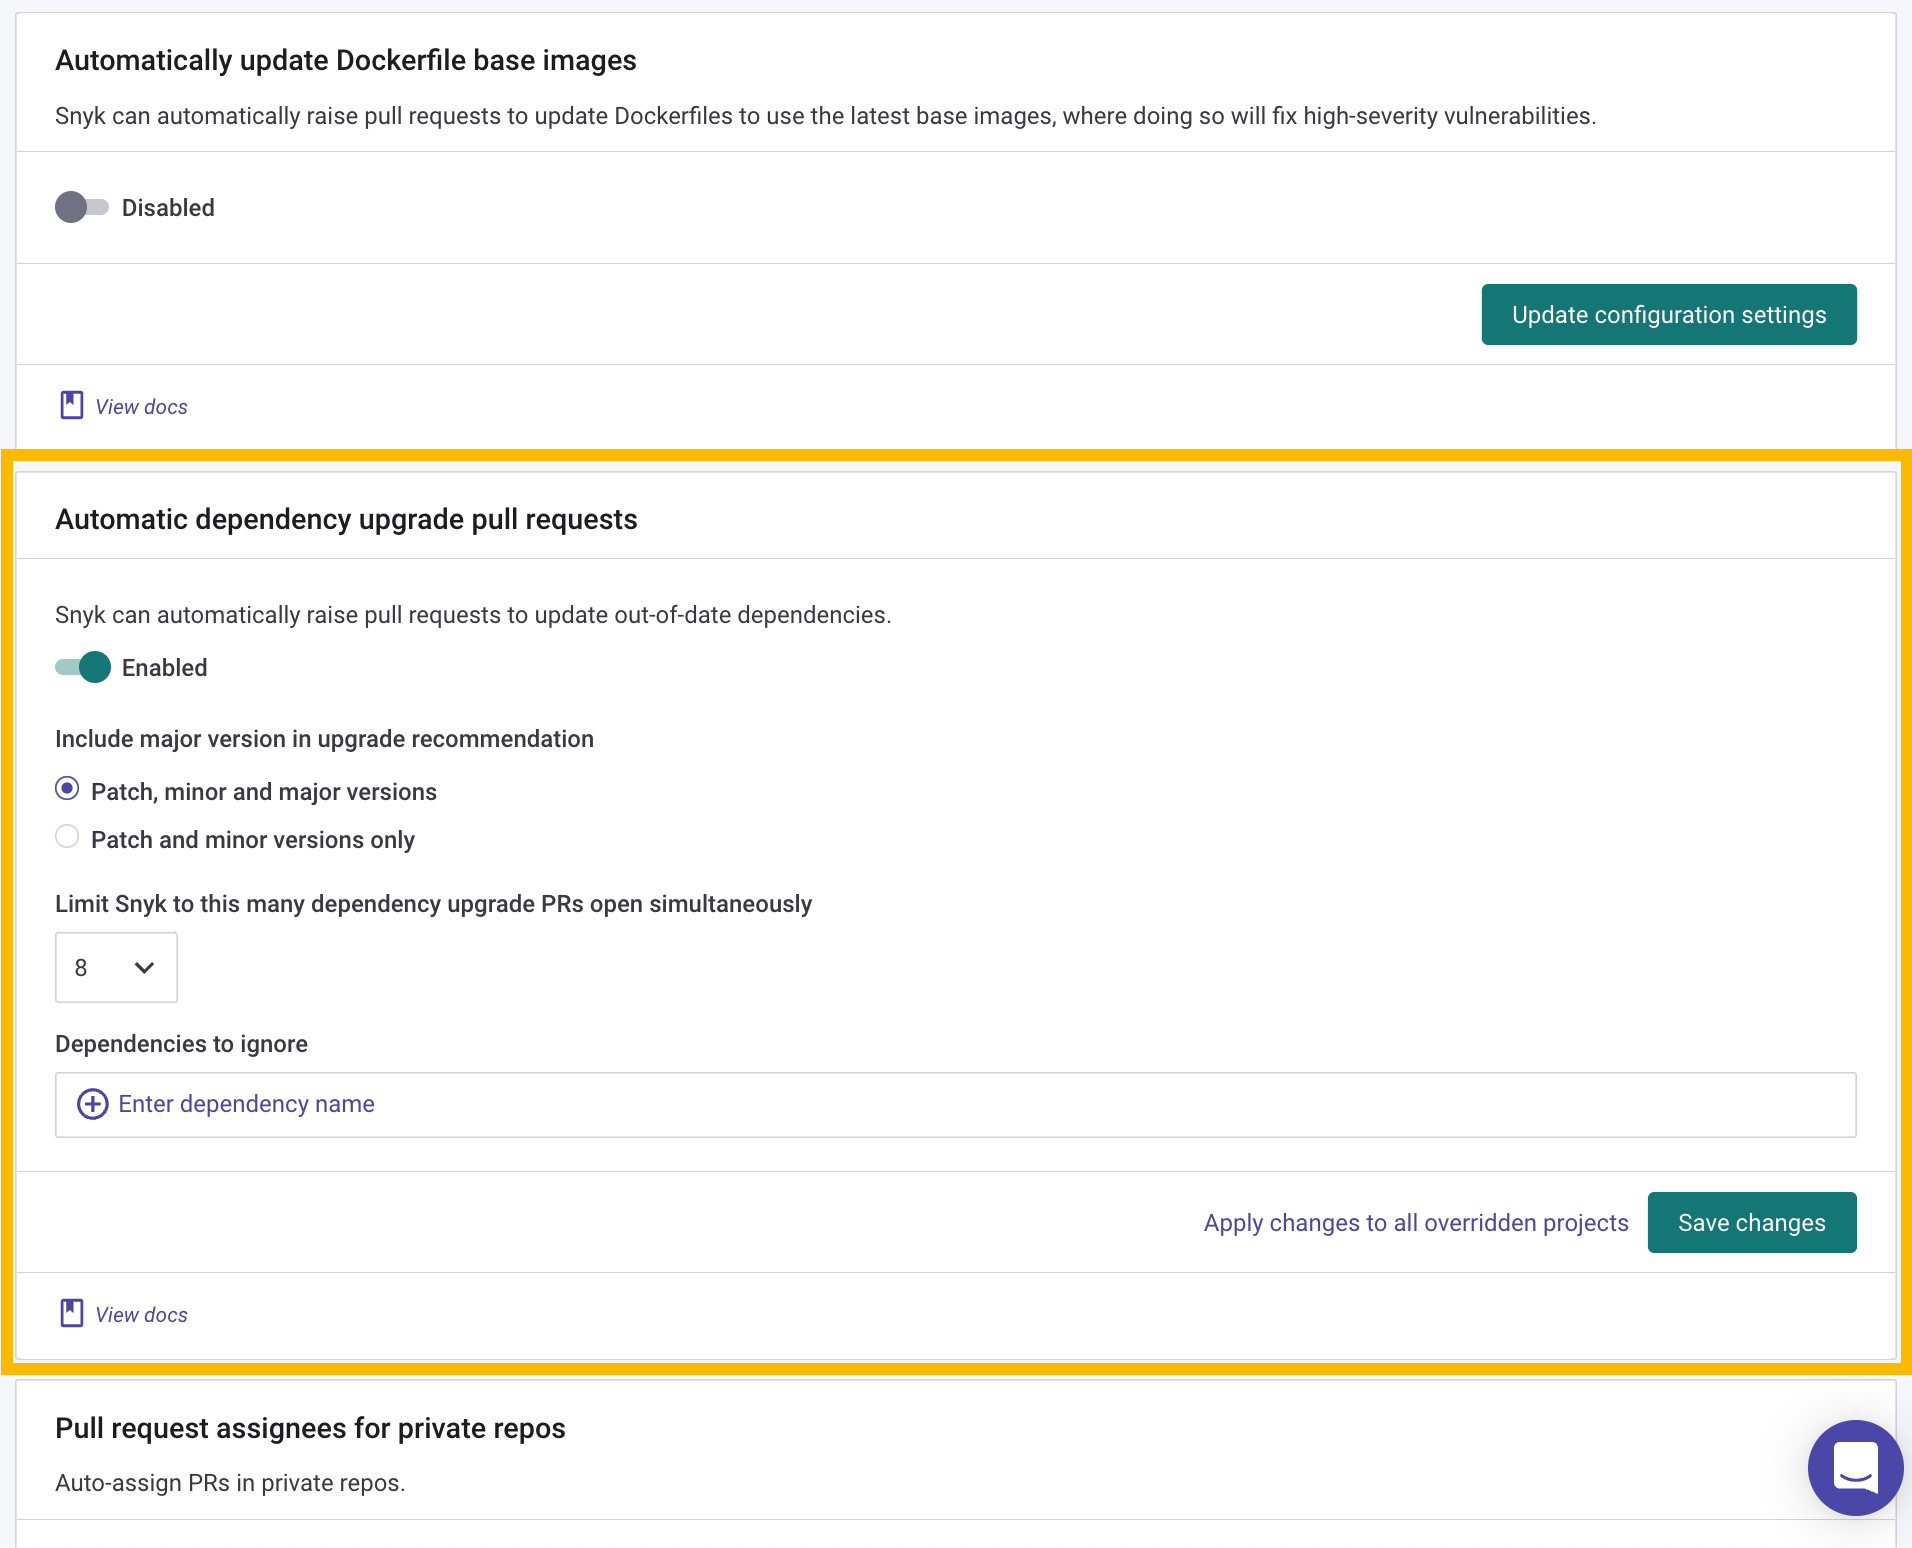 Automatically update Dockerfile base images
Snyk can automatically raise pull requests to update Dockerfiles to use the latest base images, where doing so will fix high-severity vulnerabilities.
Disabled
Update configuration settings
View docs
Automatic dependency upgrade pull requests
Snyk can automatically raise pull requests to update out-of-date dependencies.
Enabled
Include major version in upgrade recommendation
Patch, minor and major versions
Patch and minor versions only
Limit Snyk to this many dependency upgrade PRs open simultaneously
8
Dependencies to ignore
Enter dependency name
Apply changes to all overridden projects
Save changes
View docs
Pull request assignees for private repos
Auto-assign PRs in private repos.